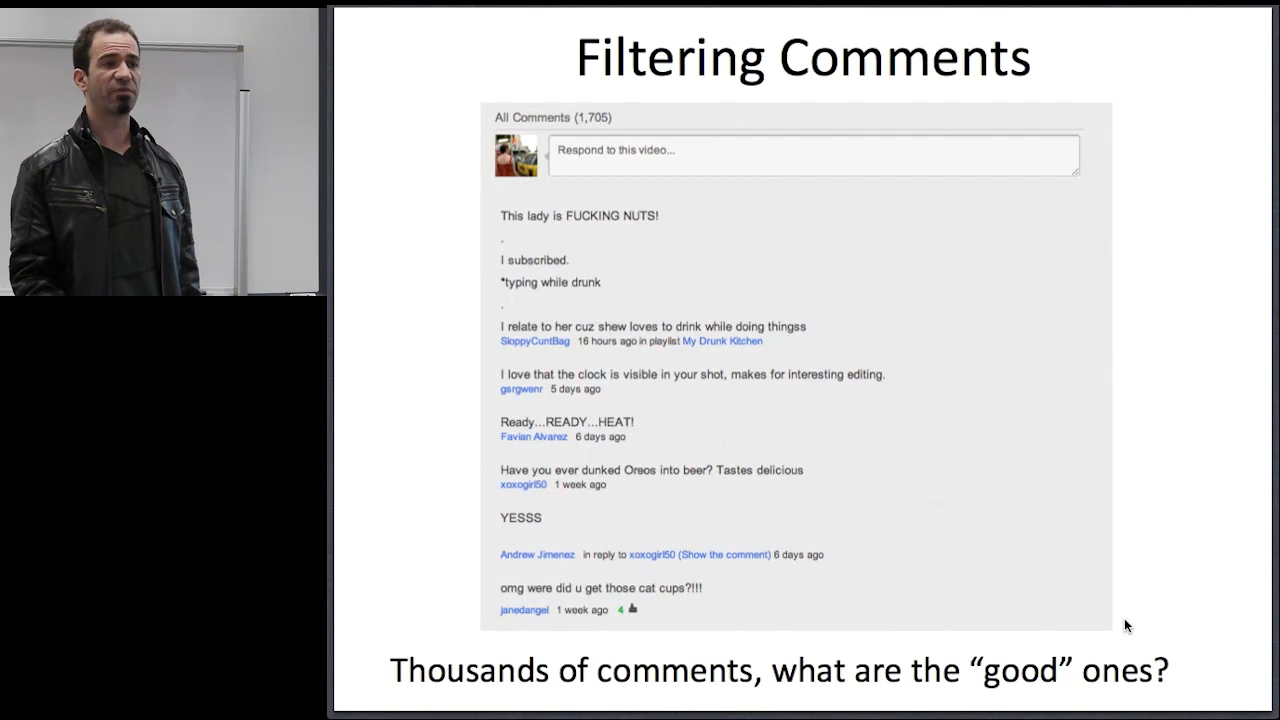 Filtering Comments
All Comments (1,705)
Respond to this video...
This lady is FUCKING NUTS!
.
I subscribed.
*typing while drunk
.
I relate to her cuz shew loves to drink while doing thingss
SloppyCuntBag 16 hours ago in playlist My Drunk Kitchen
I love that the clock is visible in your shot, makes for interesting editing.
gsrgwenr 5 days ago
Ready...READY...HEAT!
Favian Alvarez 6 days ago
Have you ever dunked Oreos into beer? Tastes delicious
xoxogirl50 1 week ago
YESSS
Andrew Jimenez in reply to xoxogirl50 (Show the comment) 6 days ago
omg were did u get those cat cups?!!!
janedangel 1 week ago 4
Thousands of comments, what are the “good” ones?